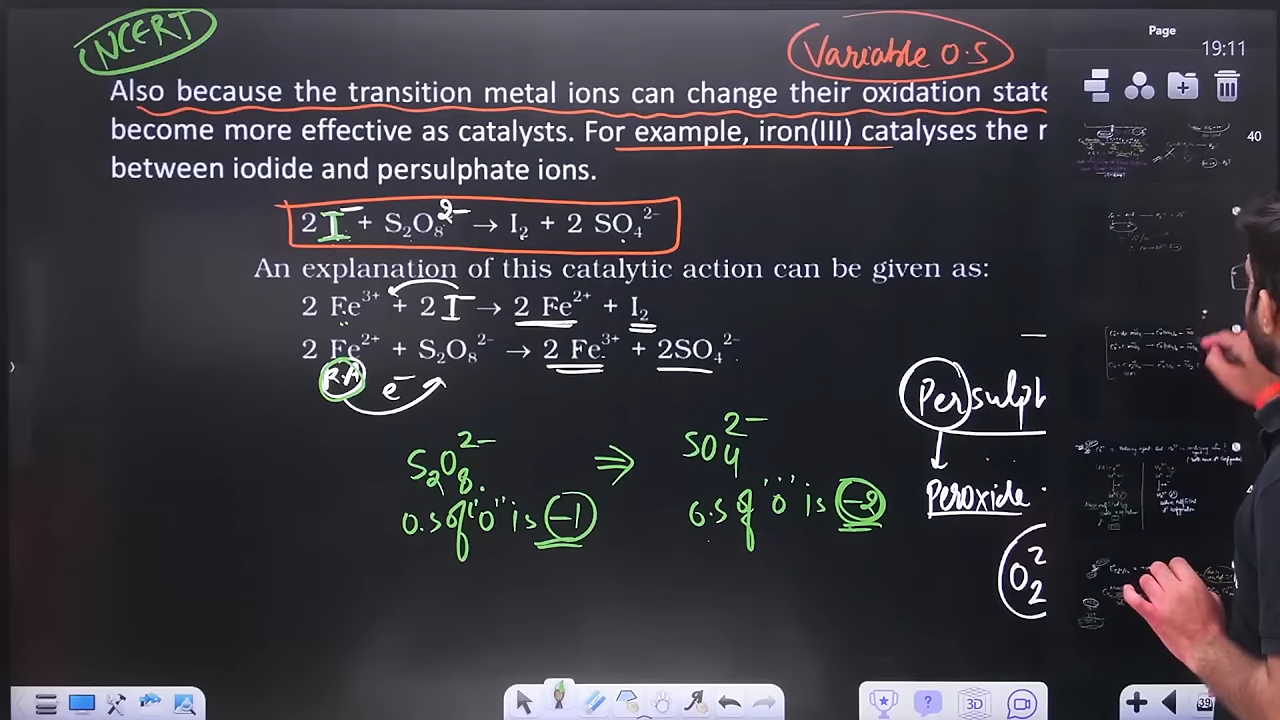 NCERT
Variable O.S
Page
19:11
Also because the transition metal ions can change their oxidation state
become more effective as catalysts. For example, iron(III) catalyses the r
between iodide and persulphate ions.
40
2 I⁻ + S₂O₈²⁻ → I₂ + 2 SO₄²⁻
An explanation of this catalytic action can be given as:
2 Fe³⁺ + 2 I⁻ → 2 Fe²⁺ + I₂
2 Fe²⁺ + S₂O₈²⁻ → 2 Fe³⁺ + 2SO₄²⁻
R.A e⁻
Persulph
S₂O₈²⁻ ⇒ SO₄²⁻
O.S of "O" is -1
O.S of "O" is -2
Peroxide
O₂²
3D
39